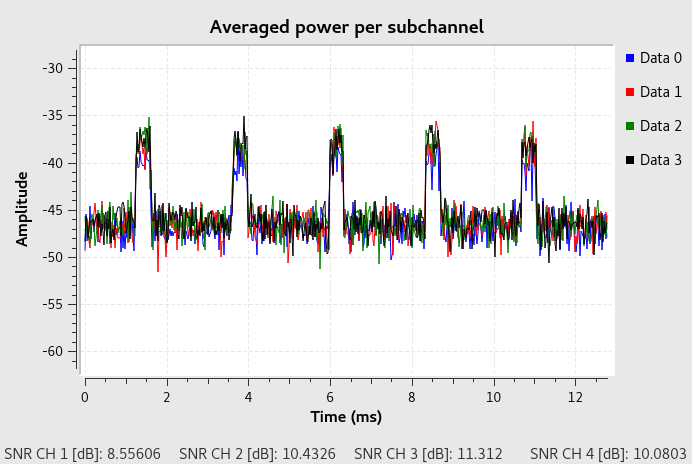 Averaged power per subchannel
Data 0
Data 1
Data 2
Data 3
Amplitude
-30
-35
-40
-45
-50
-55
-60
0 2 4 6 8 10 12
Time (ms)
SNR CH 1 [dB]: 8.55606 SNR CH 2 [dB]: 10.4326 SNR CH 3 [dB]: 11.312 SNR CH 4 [dB]: 10.0803